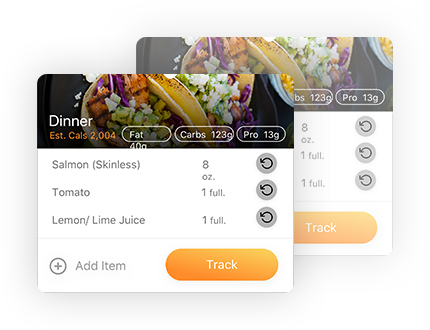 Dinner
Est. Cals 2,004
Fat 40g
Carbs 123g
Pro 13g
Salmon (Skinless) 8 oz.
Tomato 1 full.
Lemon/ Lime Juice 1 full.
Add Item
Track
bs 123g
Pro 13g
8 oz.
1 full.
1 full.
Track